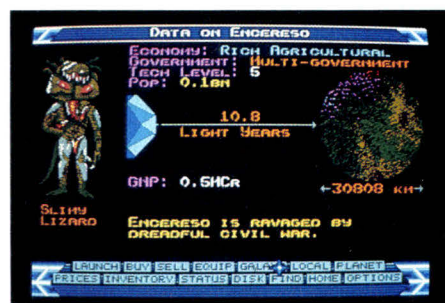 Data on Encereso
Economy: Rich Agricultural
Government: Multi-government
Tech Level: 5
Pop: 0.1bn
10.8
Light Years
GNP: 0.5MCr
30808 km
Slimy
Lizard
Encereso is ravaged by
dreadful civil war.
LAUNCH BUY SELL EQUIP GALA LOCAL PLANET
PRICES INVENTORY STATUS DISK FIND HOME OPTIONS